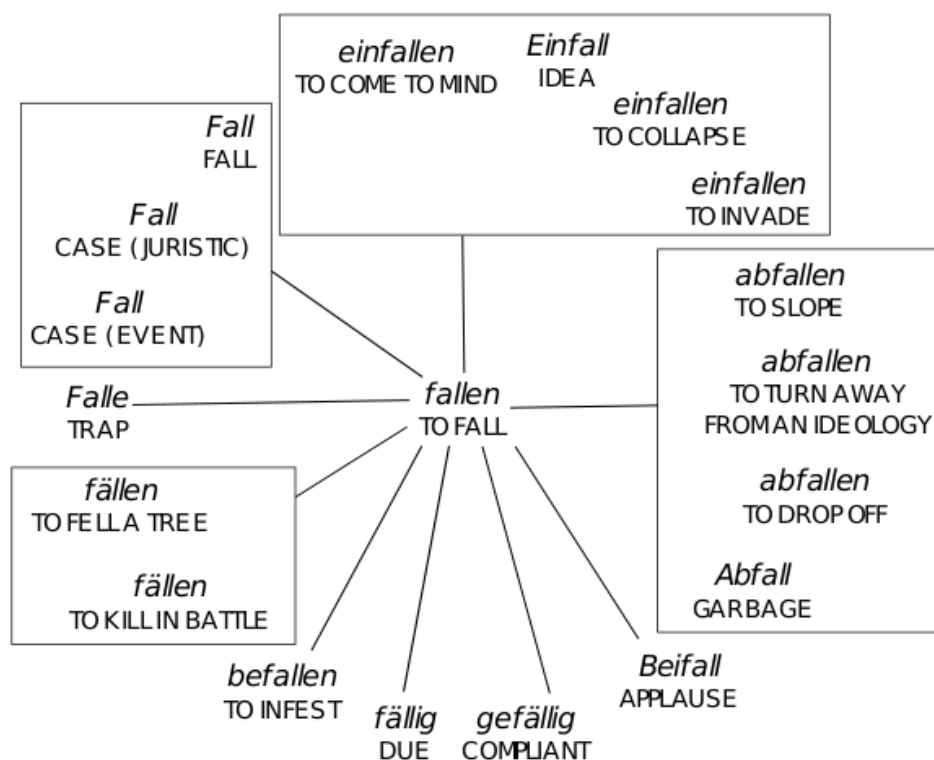 einfallen
TO COME TO MIND
Einfall
IDEA
einfallen
TO COLLAPSE
einfallen
TO INVADE
Fall
FALL
Fall
CASE (JURISTIC)
Fall
CASE (EVENT)
abfallen
TO SLOPE
abfallen
TO TURN AWAY
FROM AN IDEOLOGY
abfallen
TO DROP OFF
Abfall
GARBAGE
Falle
TRAP
fallen
TO FALL
fällen
TO FELL A TREE
fällen
TO KILL IN BATTLE
befallen
TO INFEST
fällig
DUE
gefällig
COMPLIANT
Beifall
APPLAUSE